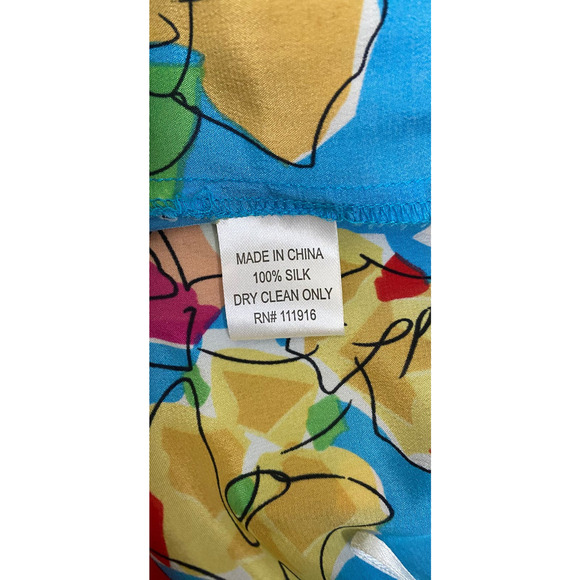 MADE IN CHINA
100% SILK
DRY CLEAN ONLY
RN# 111916